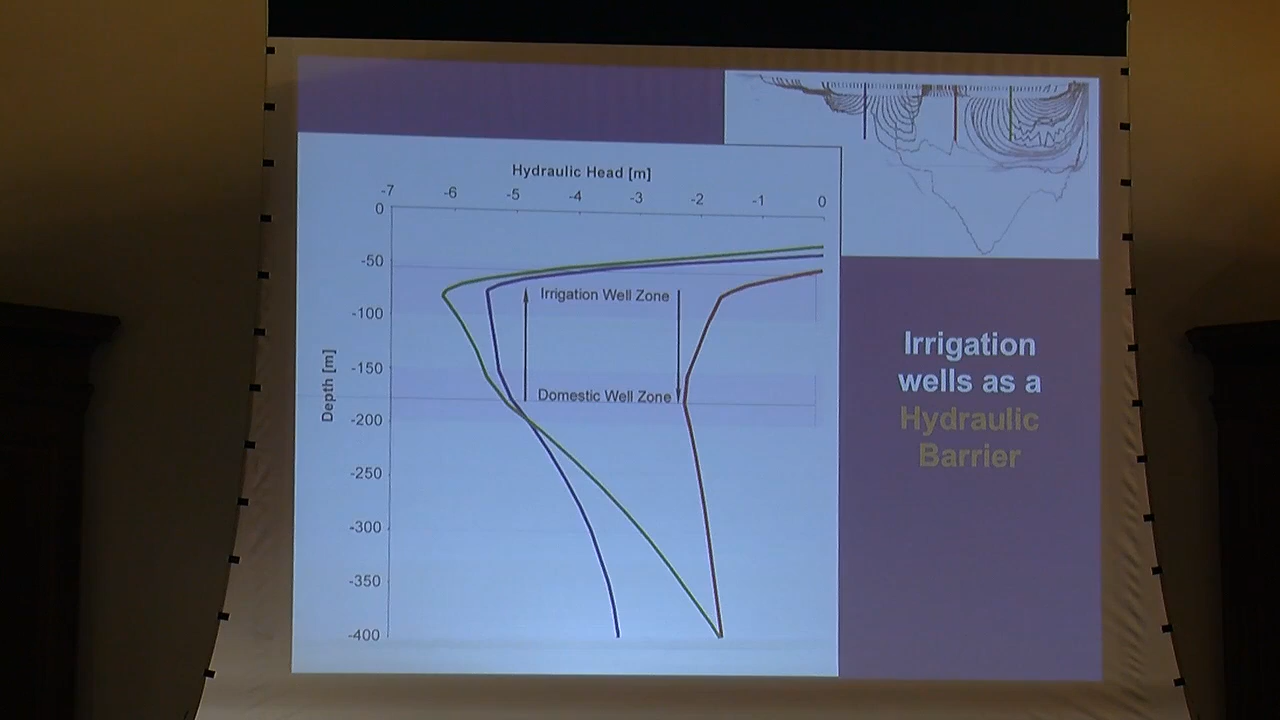 Hydraulic Head [m]
-7 -6 -5 -4 -3 -2 -1 0
0
-50
-100
-150
-200
-250
-300
-350
-400
Depth [m]
Irrigation Well Zone
Domestic Well Zone
Irrigation
wells as a
Hydraulic
Barrier